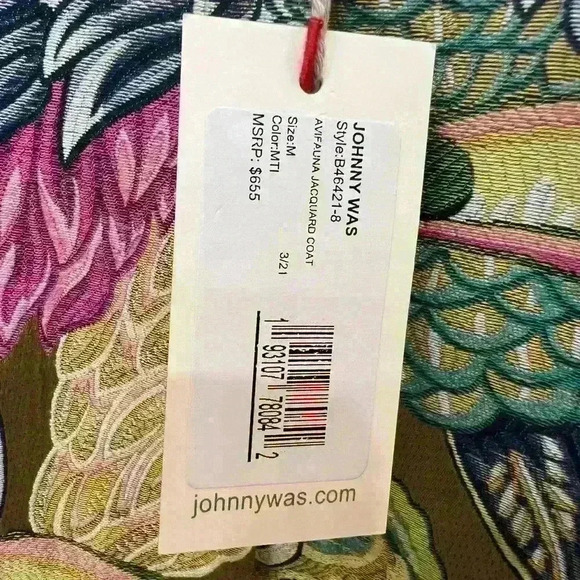 JOHNNY WAS
Style:B46421-8
AVIFAUNA JACQUARD COAT
Size:M 3/21
Color:MTI
MSRP: $655
1 93107 78084 2
johnnywas.com